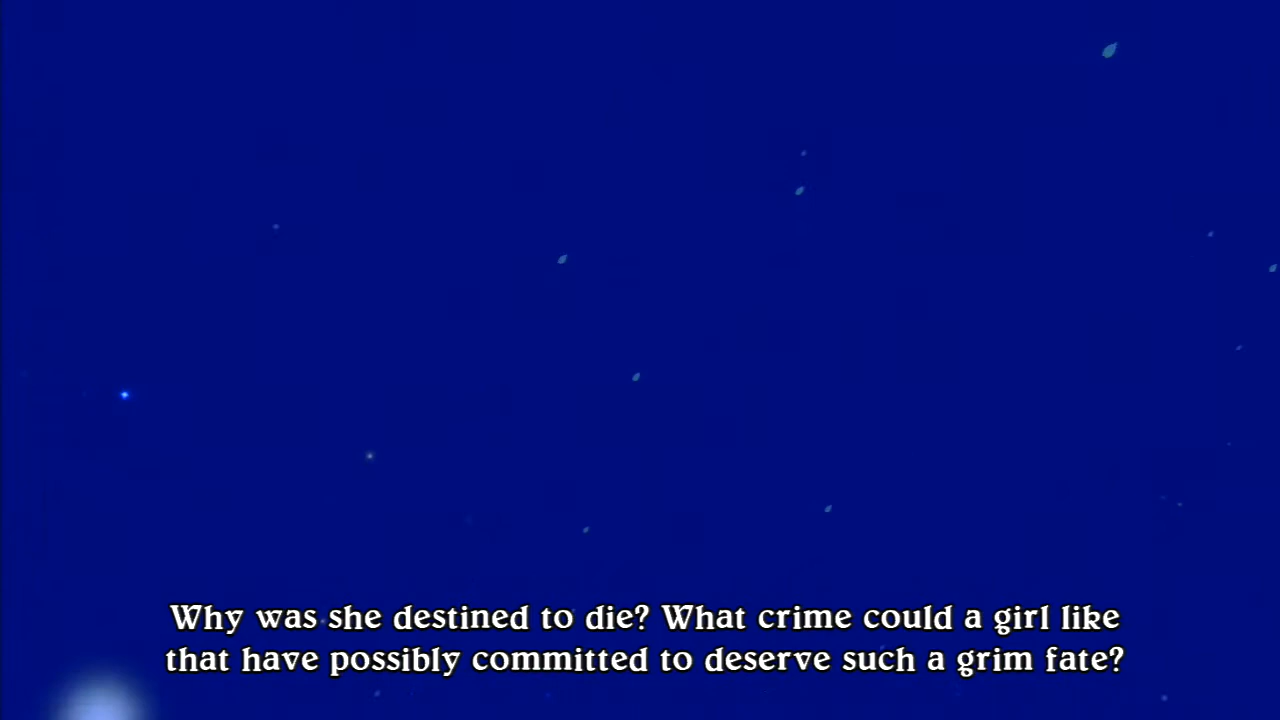 Why was she destined to die? What crime could a girl like
that have possibly committed to deserve such a grim fate?